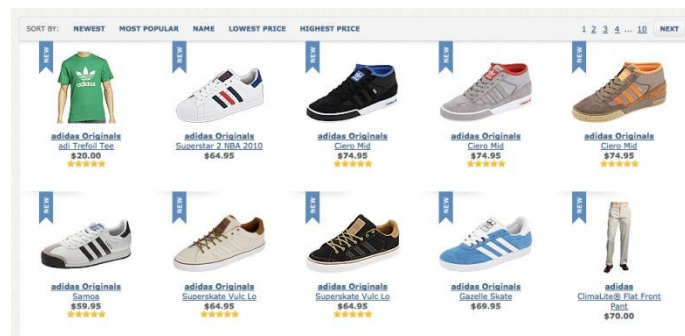 SORT BY: NEWEST MOST POPULAR NAME LOWEST PRICE HIGHEST PRICE 1 2 3 4 ... 10 NEXT
NEW NEW NEW NEW NEW
adidas
adidas Originals adidas Originals adidas Originals adidas Originals adidas Originals
adi Trefoil Tee Superstar 2 NBA 2010 Ciero Mid Ciero Mid Ciero Mid
$20.00 $64.95 $74.95 $74.95 $74.95
NEW NEW NEW NEW NEW
adidas Originals adidas Originals adidas Originals adidas Originals adidas
Samoa Superskate Vulc Lo Superskate Vulc Lo Gazelle Skate ClimaLite® Flat Front
Pant
$59.95 $64.95 $64.95 $69.95 $70.00